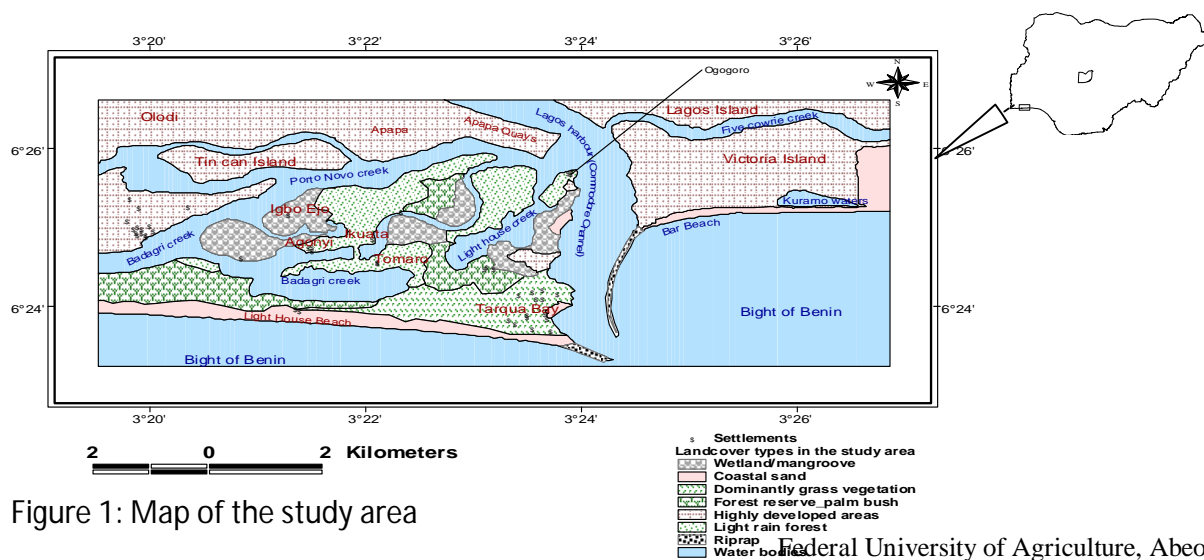 3°20' 3°22' 3°24' 3°26'
Ogogoro
N
W E
S
Olodi
Apapa
Apapa Quay's
Lagos harbour
(Commodore Channel)
Lagos Island
Five cowrie creek
6°26'
Tin can Island
Porto Novo creek
Victoria Island
Kuramo waters
Igbo Eje
Ikuata
Agonyi
Light house creek
Bar Beach
Badagri creek
Tomaro
Badagri creek
6°24'
Tarqua Bay
Light House Beach
Bight of Benin
6°24'
Bight of Benin
3°20' 3°22' 3°24' 3°26'
2 0 2 Kilometers
s Settlements
Landcover types in the study area
Wetland/mangroove
Coastal sand
Dominantly grass vegetation
Forest reserve_palm bush
Highly developed areas
Light rain forest
Riprap
Water bodies
Figure 1: Map of the study area
Federal University of Agriculture, Abeo